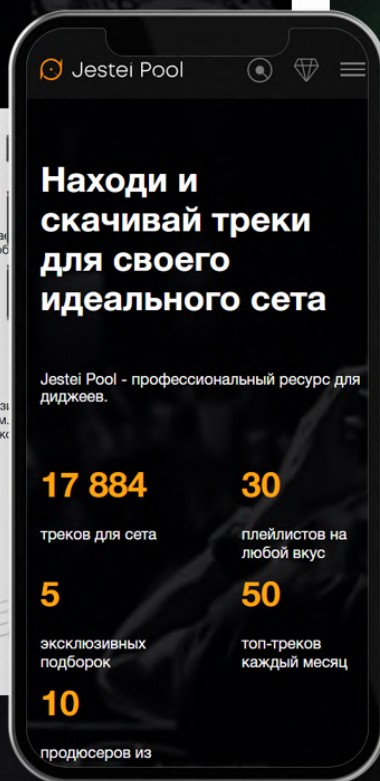 Jestei Pool
Находи и
скачивай треки
для своего
идеального сета
Jestei Pool - профессиональный ресурс для
диджеев.
17 884
30
треков для сета
плейлистов на
любой вкус
5
50
эксклюзивных
подборок
топ-треков
каждый месяц
10
продюсеров из